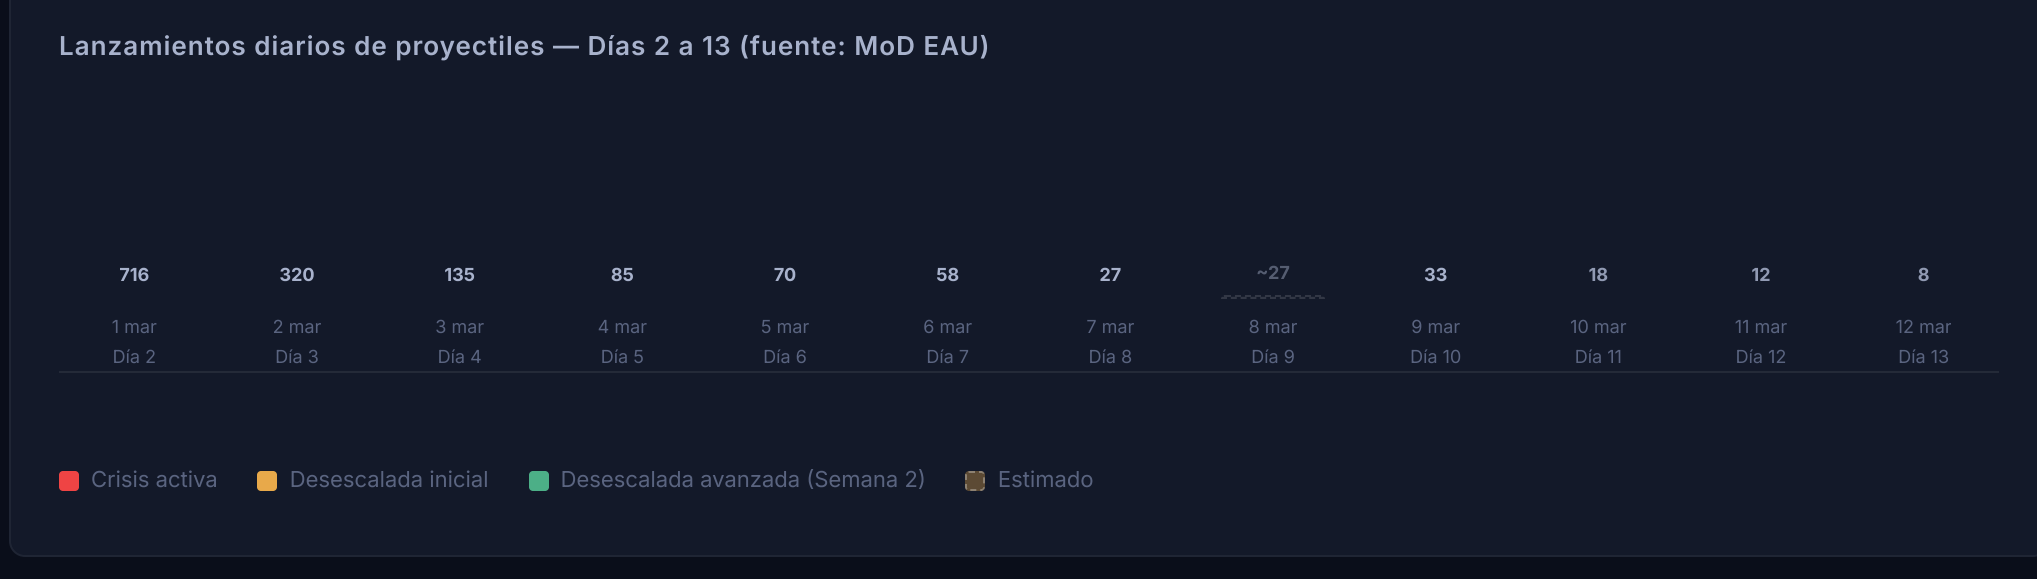 Lanzamientos diarios de proyectiles — Días 2 a 13 (fuente: MoD EAU)
716 320 135 85 70 58 27 ~27 33 18 12 8
1 mar 2 mar 3 mar 4 mar 5 mar 6 mar 7 mar 8 mar 9 mar 10 mar 11 mar 12 mar
Día 2 Día 3 Día 4 Día 5 Día 6 Día 7 Día 8 Día 9 Día 10 Día 11 Día 12 Día 13
Crisis activa Desescalada inicial Desescalada avanzada (Semana 2) Estimado